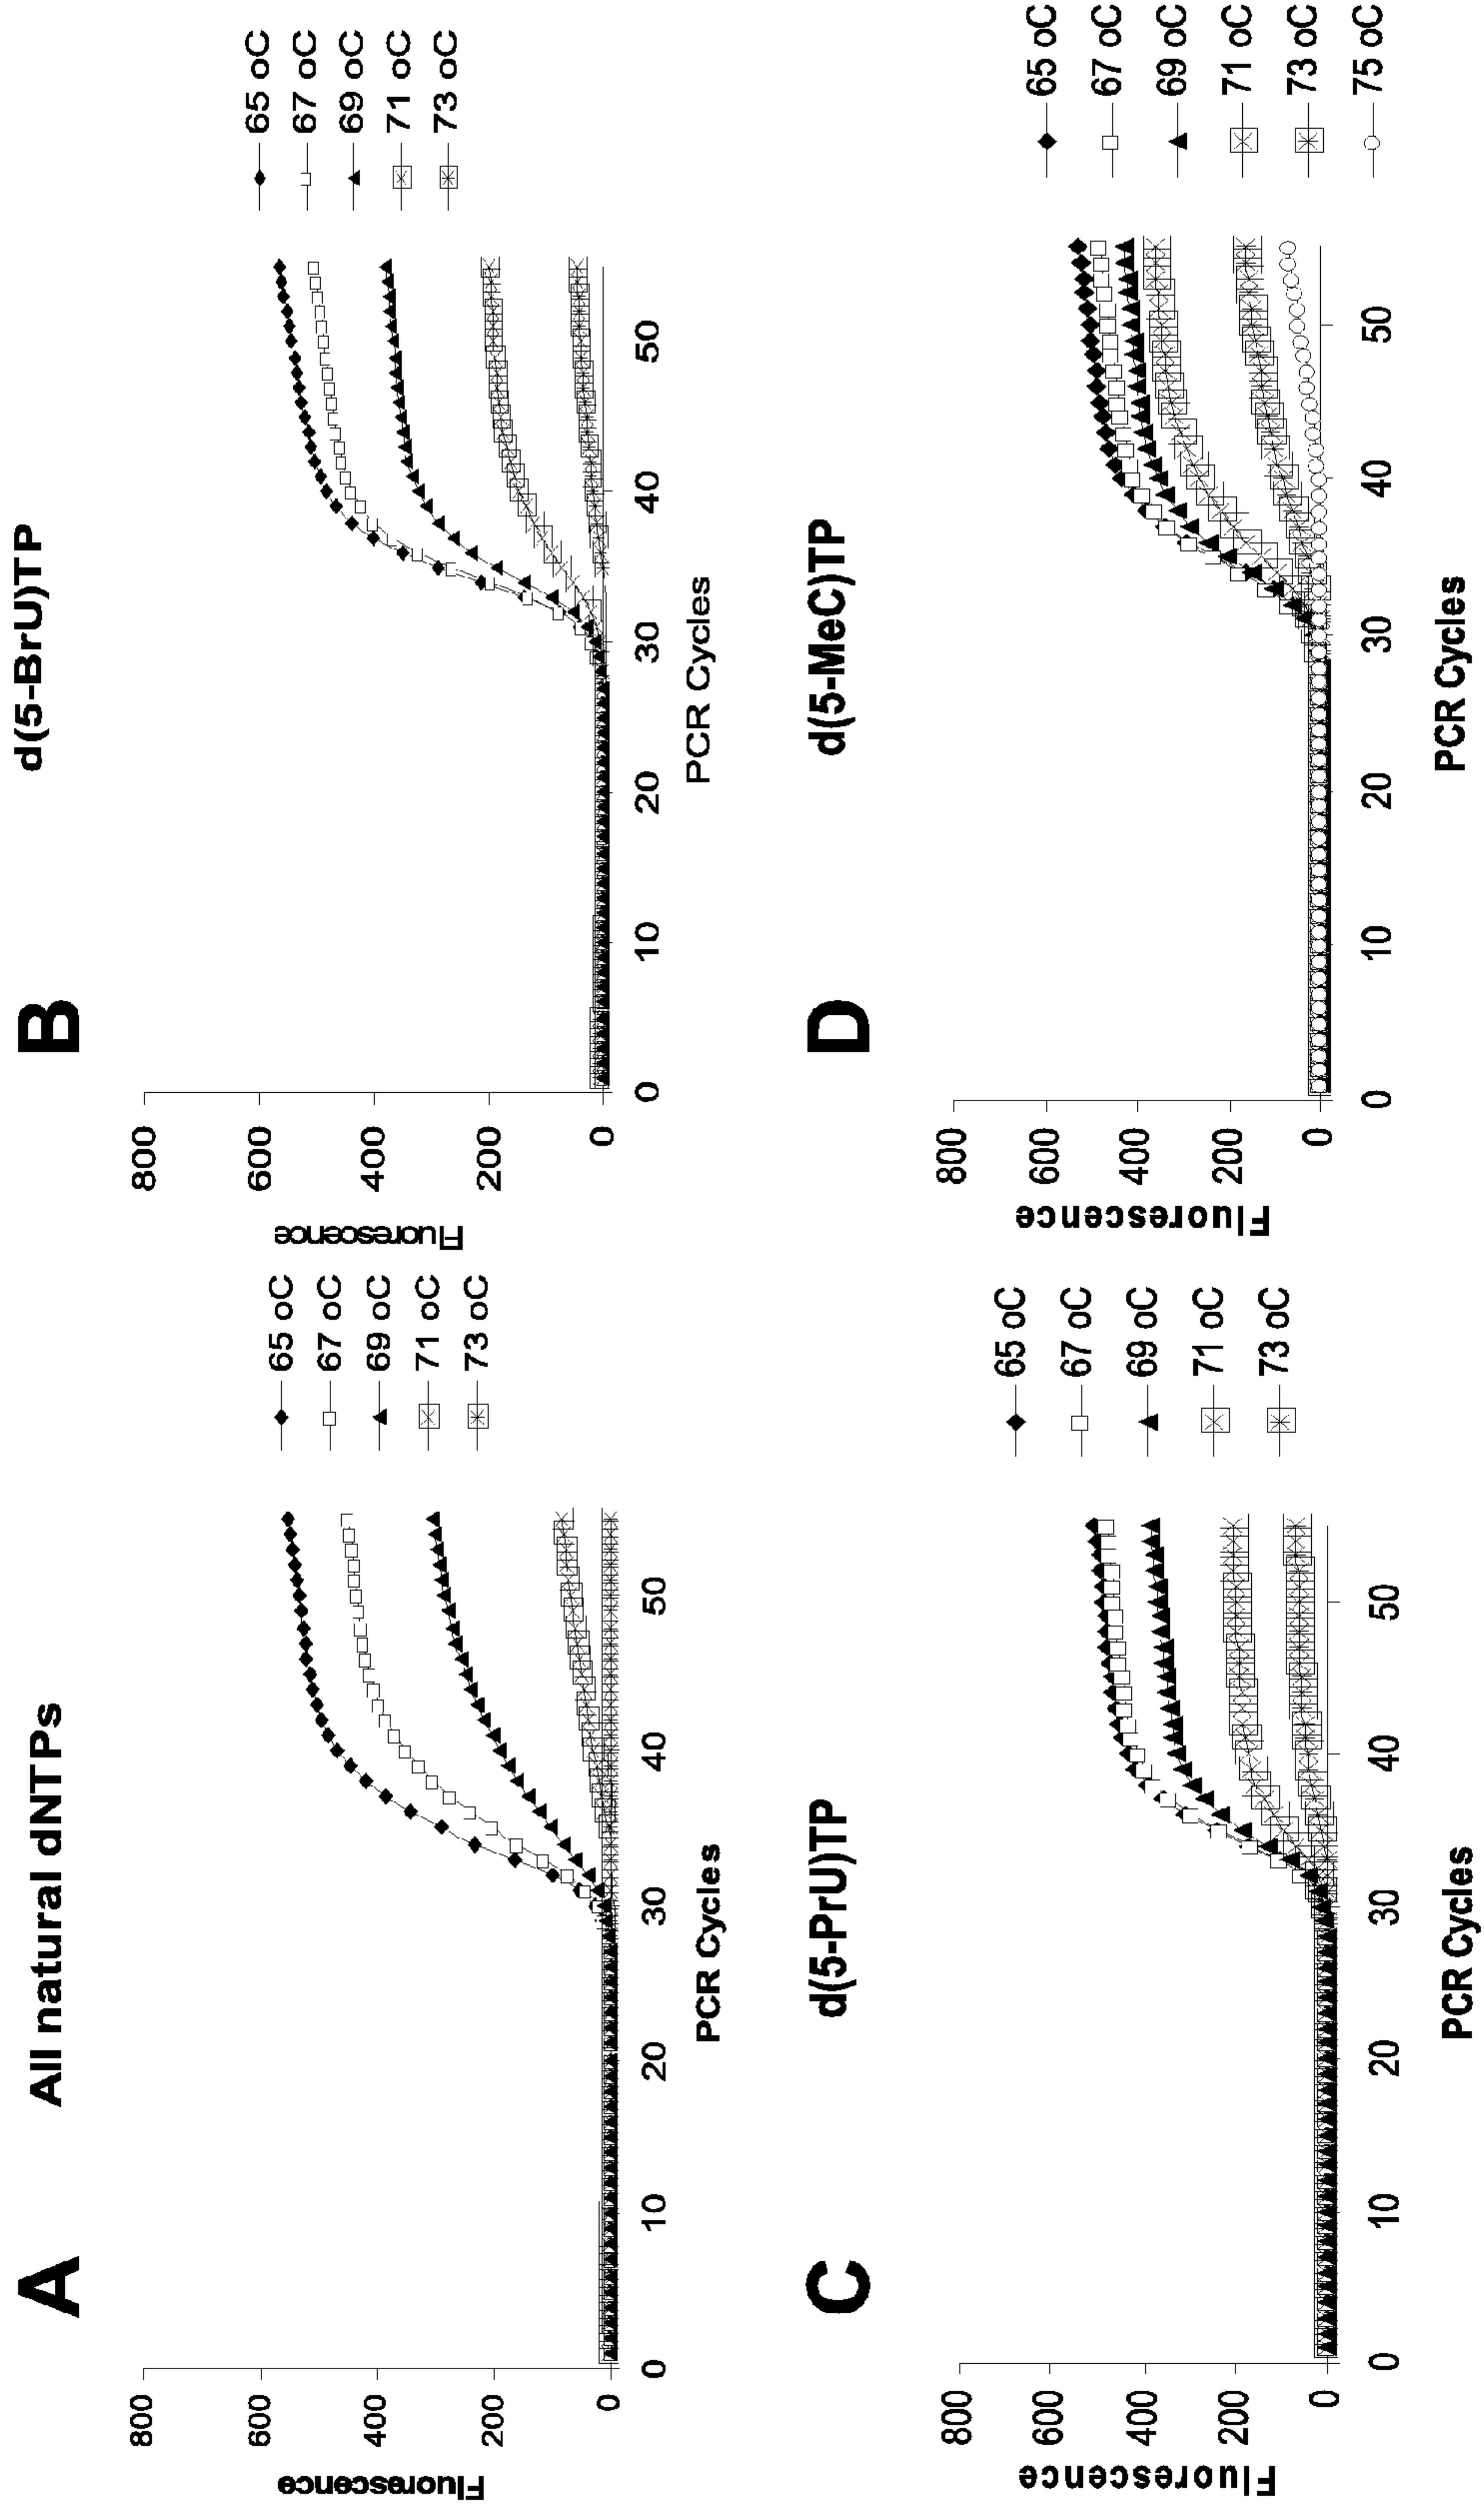 A
All natural dNTPs
Fluorescence
800
600
400
200
0
0
10
20
30
40
50
PCR Cycles
65 oC
67 oC
69 oC
71 oC
73 oC
B
d(5-BrU)TP
Fluorescence
800
600
400
200
0
0
10
20
30
40
50
PCR Cycles
65 oC
67 oC
69 oC
71 oC
73 oC
C
d(5-PrU)TP
Fluorescence
800
600
400
200
0
0
10
20
30
40
50
PCR Cycles
65 oC
67 oC
69 oC
71 oC
73 oC
D
d(5-MeC)TP
Fluorescence
800
600
400
200
0
0
10
20
30
40
50
PCR Cycles
65 oC
67 oC
69 oC
71 oC
73 oC
75 oC